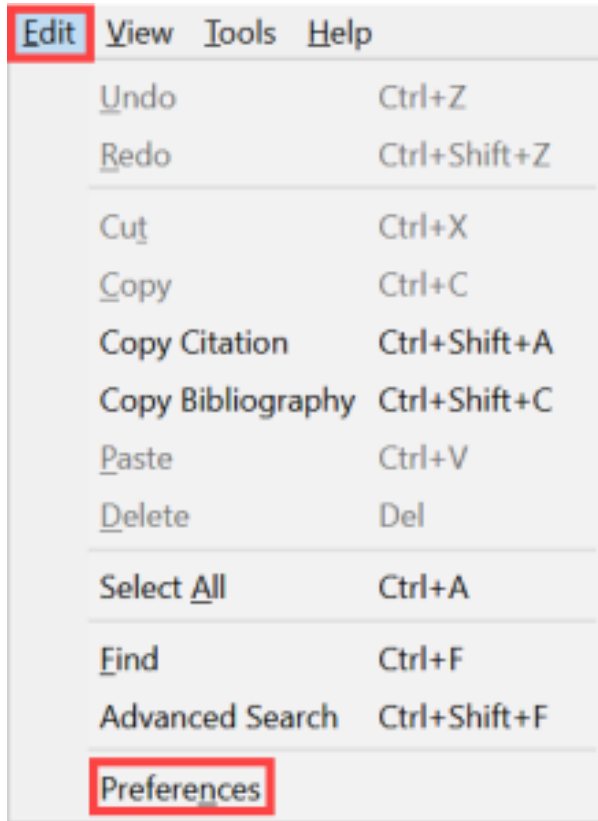 Edit View Tools Help
Undo Ctrl+Z
Redo Ctrl+Shift+Z
Cut Ctrl+X
Copy Ctrl+C
Copy Citation Ctrl+Shift+A
Copy Bibliography Ctrl+Shift+C
Paste Ctrl+V
Delete Del
Select All Ctrl+A
Find Ctrl+F
Advanced Search Ctrl+Shift+F
Preferences